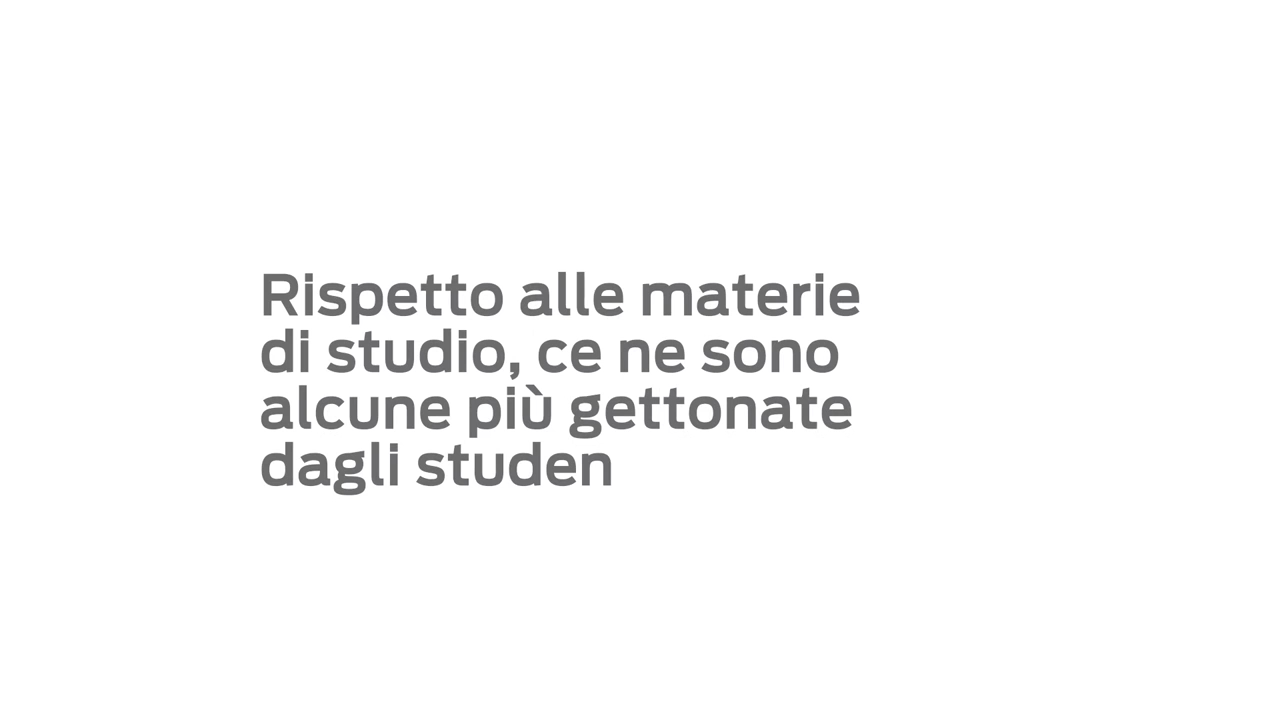 Rispetto alle materie
di studio, ce ne sono
alcune più gettonate
dagli studen